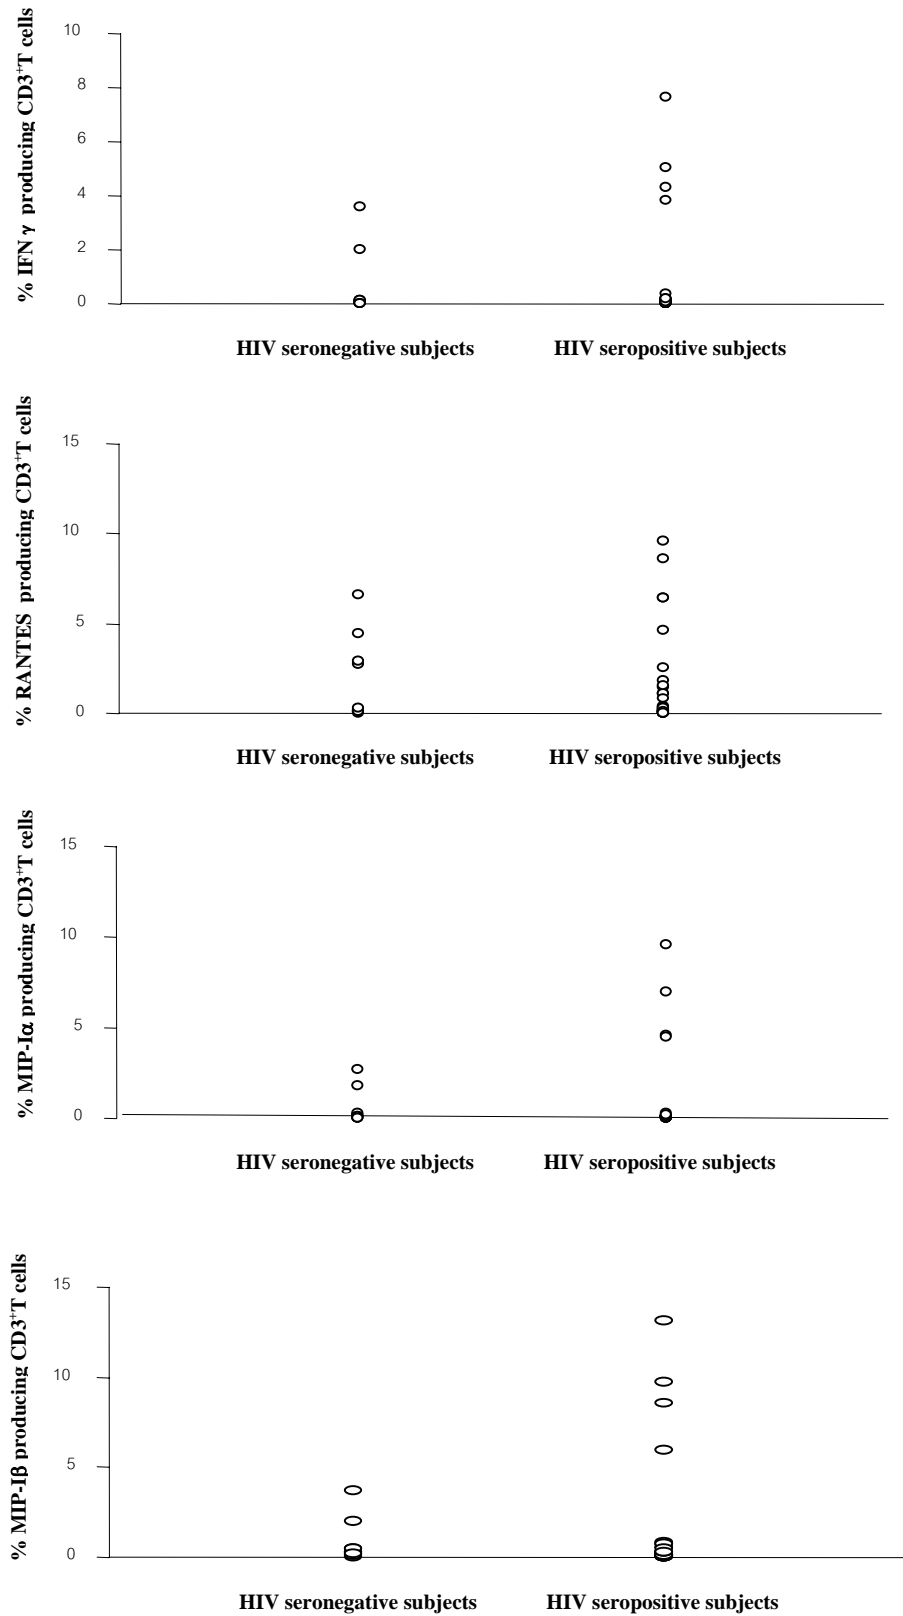 % IFN γ producing CD3⁺T cells
10
8
6
4
2
0
HIV seronegative subjects HIV seropositive subjects
% RANTES producing CD3⁺T cells
15
10
5
0
HIV seronegative subjects HIV seropositive subjects
% MIP-Iα producing CD3⁺T cells
15
10
5
0
HIV seronegative subjects HIV seropositive subjects
% MIP-Iβ producing CD3⁺T cells
15
10
5
0
HIV seronegative subjects HIV seropositive subjects